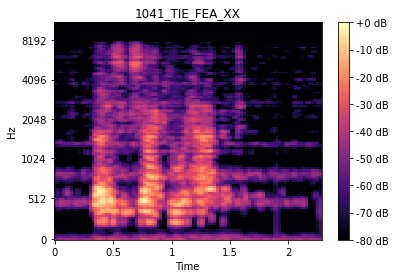 1041_TIE_FEA_XX
+0 dB
8192
-10 dB
4096
-20 dB
-30 dB
2048
Hz
-40 dB
1024
-50 dB
512
-60 dB
-70 dB
0
-80 dB
0 0.5 1 1.5 2
Time